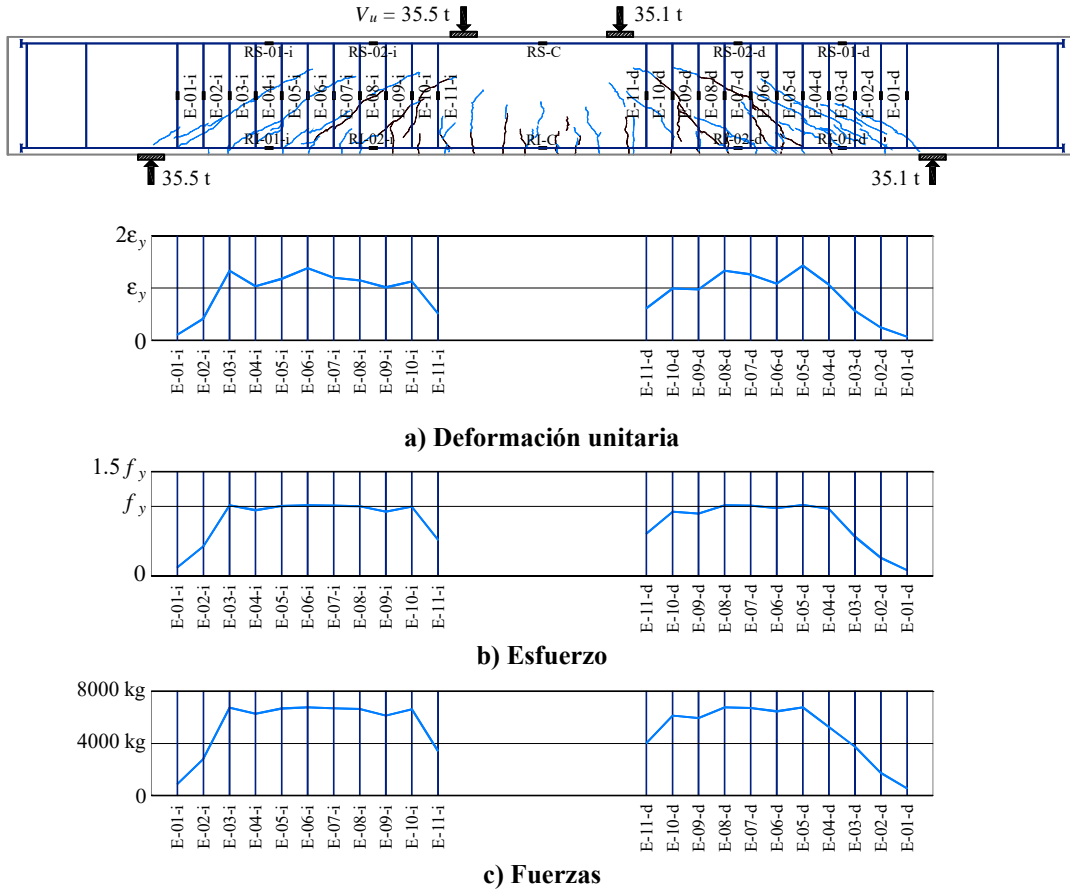 Vu = 35.5 t
35.1 t
RS-01-i
RS-02-i
RS-C
RS-02-d
RS-01-d
E-01-i
E-02-i
E-03-i
E-04-i
E-05-i
E-06-i
E-07-i
E-08-i
E-09-i
E-10-i
E-11-i
E-11-d
E-10-d
E-09-d
E-08-d
E-07-d
E-06-d
E-05-d
E-04-d
E-03-d
E-02-d
E-01-d
RI-01-i
RI-02-i
RI-C
RI-02-d
RI-01-d
35.5 t
35.1 t
2εy
εy
0
E-01-i
E-02-i
E-03-i
E-04-i
E-05-i
E-06-i
E-07-i
E-08-i
E-09-i
E-10-i
E-11-i
E-11-d
E-10-d
E-09-d
E-08-d
E-07-d
E-06-d
E-05-d
E-04-d
E-03-d
E-02-d
E-01-d
a) Deformación unitaria
1.5 fy
fy
0
E-01-i
E-02-i
E-03-i
E-04-i
E-05-i
E-06-i
E-07-i
E-08-i
E-09-i
E-10-i
E-11-i
E-11-d
E-10-d
E-09-d
E-08-d
E-07-d
E-06-d
E-05-d
E-04-d
E-03-d
E-02-d
E-01-d
b) Esfuerzo
8000 kg
4000 kg
0
E-01-i
E-02-i
E-03-i
E-04-i
E-05-i
E-06-i
E-07-i
E-08-i
E-09-i
E-10-i
E-11-i
E-11-d
E-10-d
E-09-d
E-08-d
E-07-d
E-06-d
E-05-d
E-04-d
E-03-d
E-02-d
E-01-d
c) Fuerzas